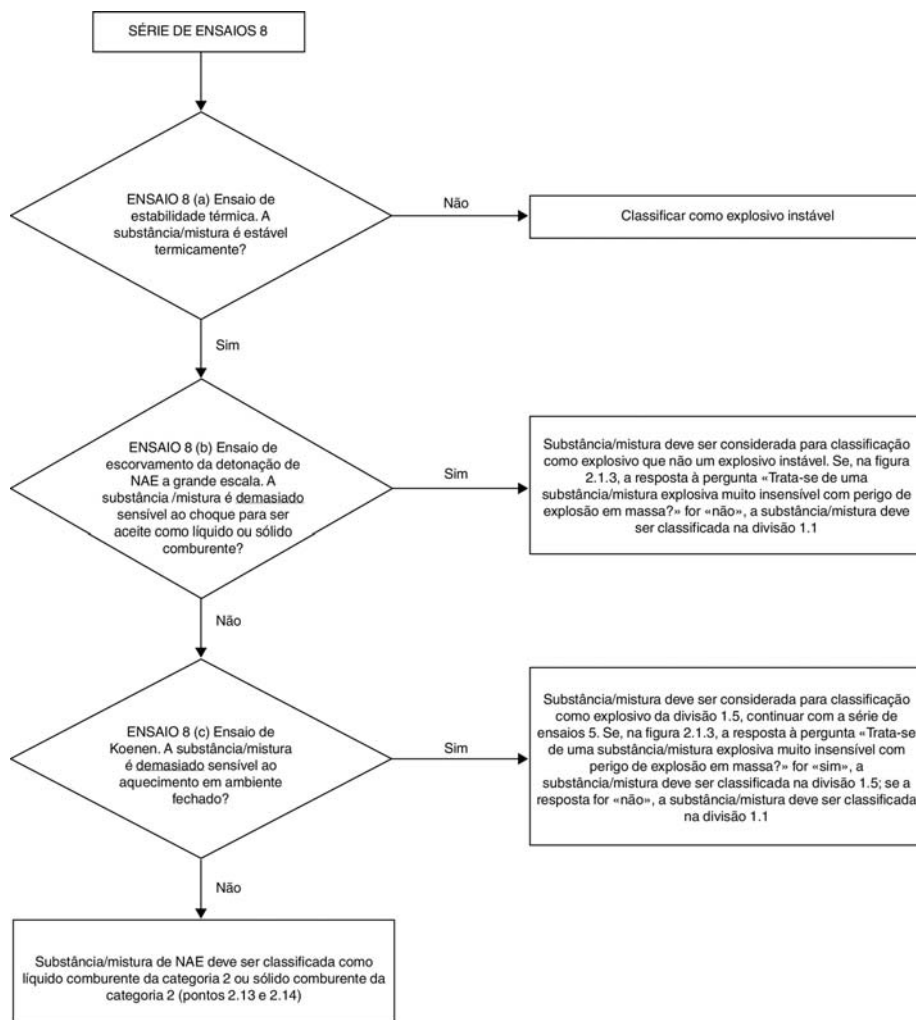 SÉRIE DE ENSAIOS 8
ENSAIO 8 (a) Ensaio de
estabilidade térmica. A
substância/mistura é estável
termicamente?
Não
Classificar como explosivo instável
Sim
ENSAIO 8 (b) Ensaio de
escorvamento da detonação de
NAE a grande escala. A
substância /mistura é demasiado
sensível ao choque para ser
aceite como líquido ou sólido
comburente?
Sim
Substância/mistura deve ser considerada para classificação
como explosivo que não um explosivo instável. Se, na figura
2.1.3, a resposta à pergunta «Trata-se de uma
substância/mistura explosiva muito insensível com perigo
de explosão em massa?» for «não», a substância/mistura deve
ser classificada na divisão 1.1
Não
ENSAIO 8 (c) Ensaio de
Koenen. A substância/mistura
é demasiado sensível ao
aquecimento em ambiente
fechado?
Sim
Substância/mistura deve ser considerada para classificação
como explosivo da divisão 1.5, continuar com a série de
ensaios 5. Se, na figura 2.1.3, a resposta à pergunta «Trata-se
de uma substância/mistura explosiva muito insensível com
perigo de explosão em massa?» for «sim», a
substância/mistura deve ser classificada na divisão 1.5; se a
resposta for «não», a substância/mistura deve ser classificada
na divisão 1.1
Não
Substância/mistura de NAE deve ser classificada como
líquido comburente da categoria 2 ou sólido comburente da
categoria 2 (pontos 2.13 e 2.14)